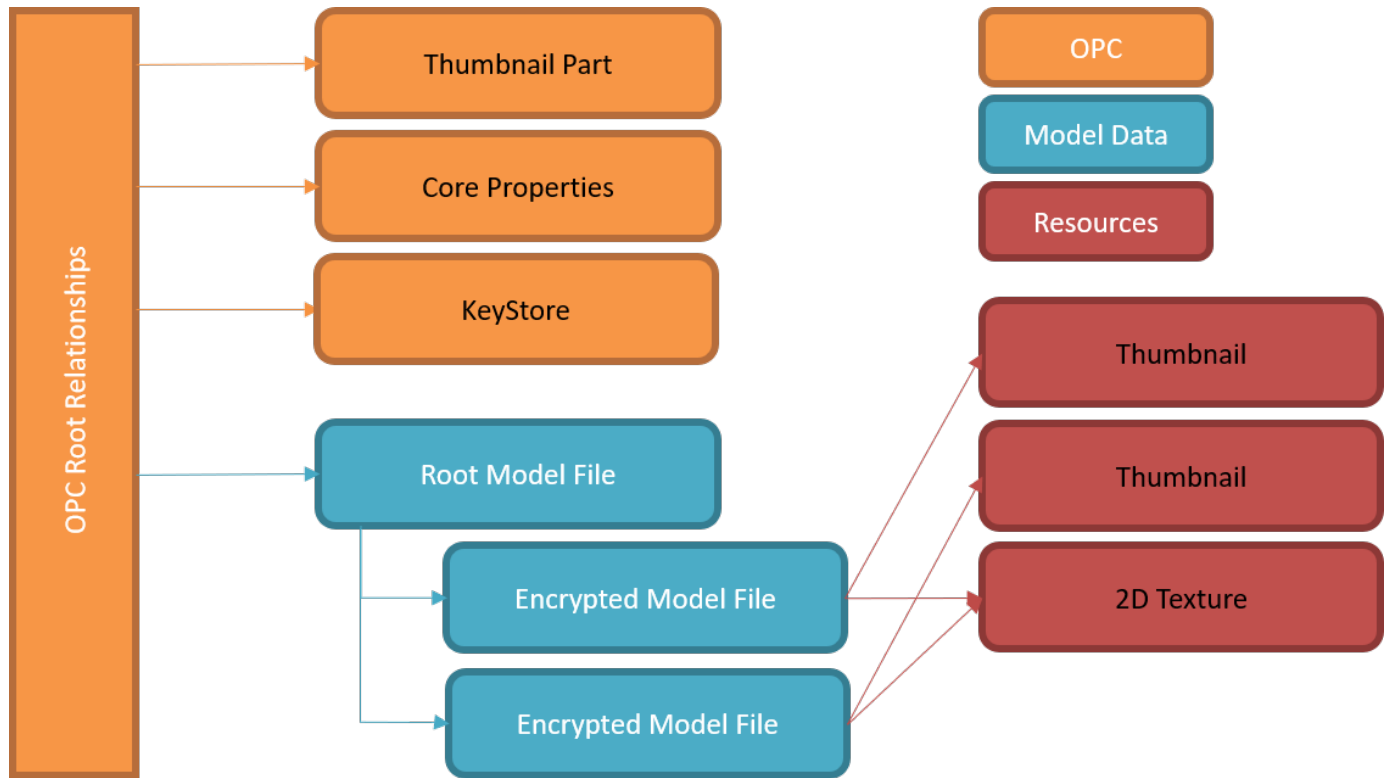 OPC Root Relationships
Thumbnail Part
Core Properties
KeyStore
Root Model File
Encrypted Model File
Encrypted Model File
OPC
Model Data
Resources
Thumbnail
Thumbnail
2D Texture